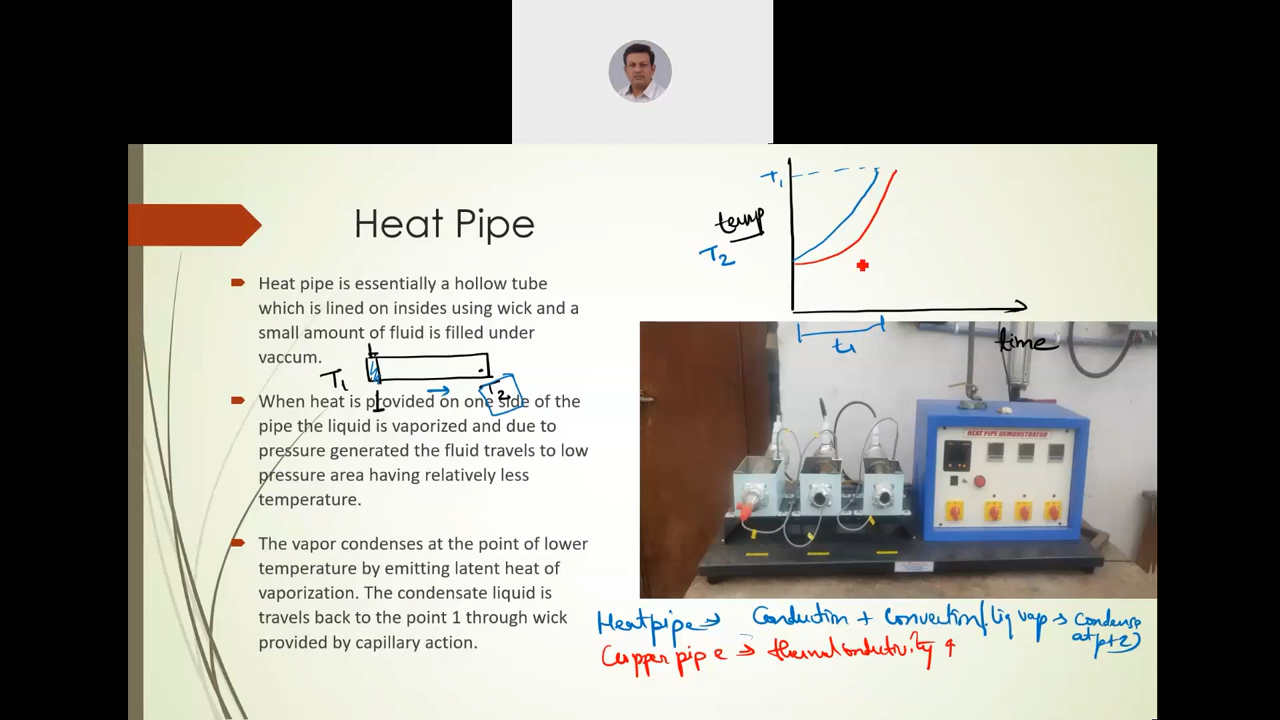 T1
temp
T2
Heat Pipe
Heat pipe is essentially a hollow tube
which is lined on insides using wick and a
small amount of fluid is filled under
vaccum.
T1
T2
t1
time
When heat is provided on one side of the
pipe the liquid is vaporized and due to
pressure generated the fluid travels to low
pressure area having relatively less
temperature.
HEAT PIPE DEMONSTRATOR
The vapor condenses at the point of lower
temperature by emitting latent heat of
vaporization. The condensate liquid is
travels back to the point 1 through wick
provided by capillary action.
Heatpipe → Conduction + Convection/liq vap → Condense
at pt 2)
Cupper pipe → thermal conductivity ↑